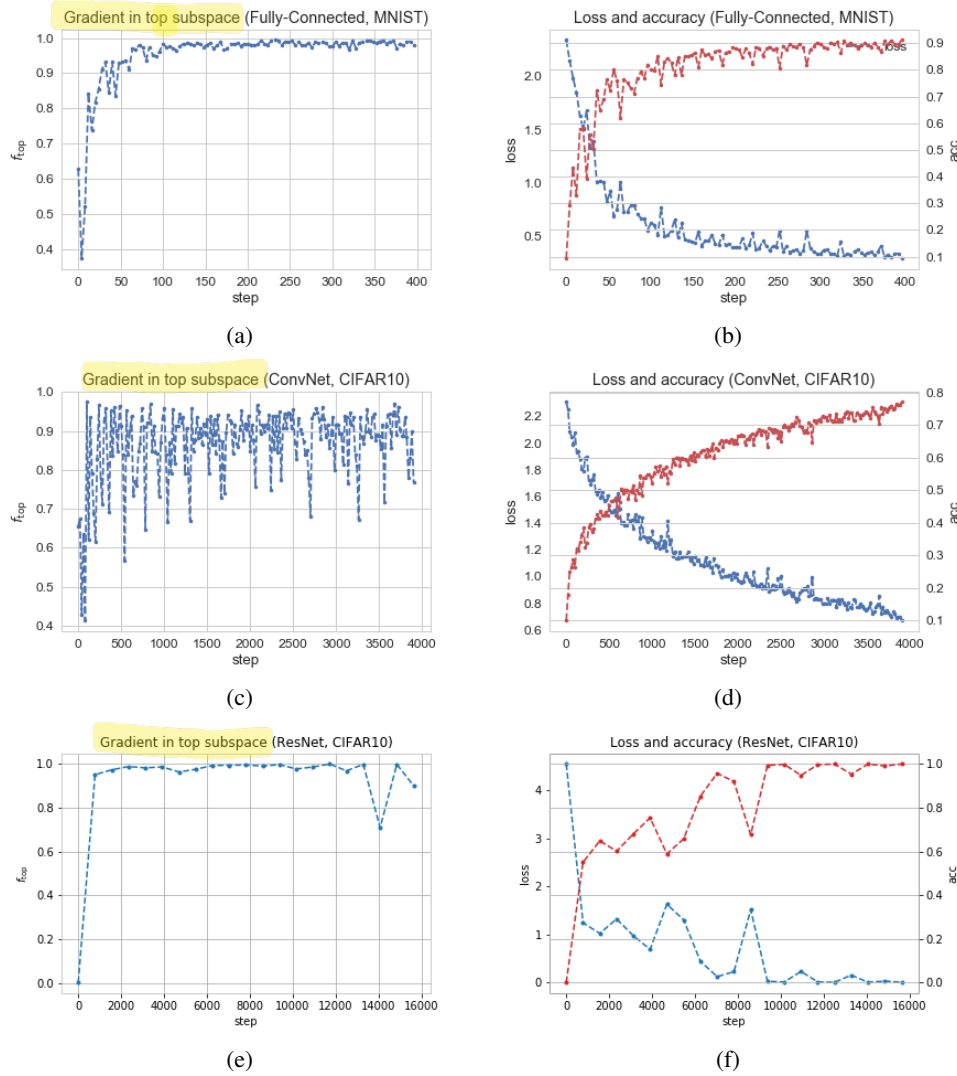 Gradient in top subspace (Fully-Connected, MNIST)
1.0
0.9
0.8
0.7
0.6
0.5
0.4
f_top
0 50 100 150 200 250 300 350 400
step
(a)
Loss and accuracy (Fully-Connected, MNIST)
loss
2.0
1.5
1.0
0.5
loss
0.9
0.8
0.7
0.6
0.5
0.4
0.3
0.2
0.1
acc
0 50 100 150 200 250 300 350 400
step
(b)
Gradient in top subspace (ConvNet, CIFAR10)
1.0
0.9
0.8
0.7
0.6
0.5
0.4
f_top
0 500 1000 1500 2000 2500 3000 3500 4000
step
(c)
Loss and accuracy (ConvNet, CIFAR10)
2.2
2.0
1.8
1.6
1.4
1.2
1.0
0.8
0.6
loss
0.8
0.7
0.6
0.5
0.4
0.3
0.2
0.1
acc
0 500 1000 1500 2000 2500 3000 3500 4000
step
(d)
Gradient in top subspace (ResNet, CIFAR10)
1.0
0.8
0.6
0.4
0.2
0.0
f_top
0 2000 4000 6000 8000 10000 12000 14000 16000
step
(e)
Loss and accuracy (ResNet, CIFAR10)
4
3
2
1
0
loss
1.0
0.8
0.6
0.4
0.2
0.0
acc
0 2000 4000 6000 8000 10000 12000 14000 16000
step
(f)